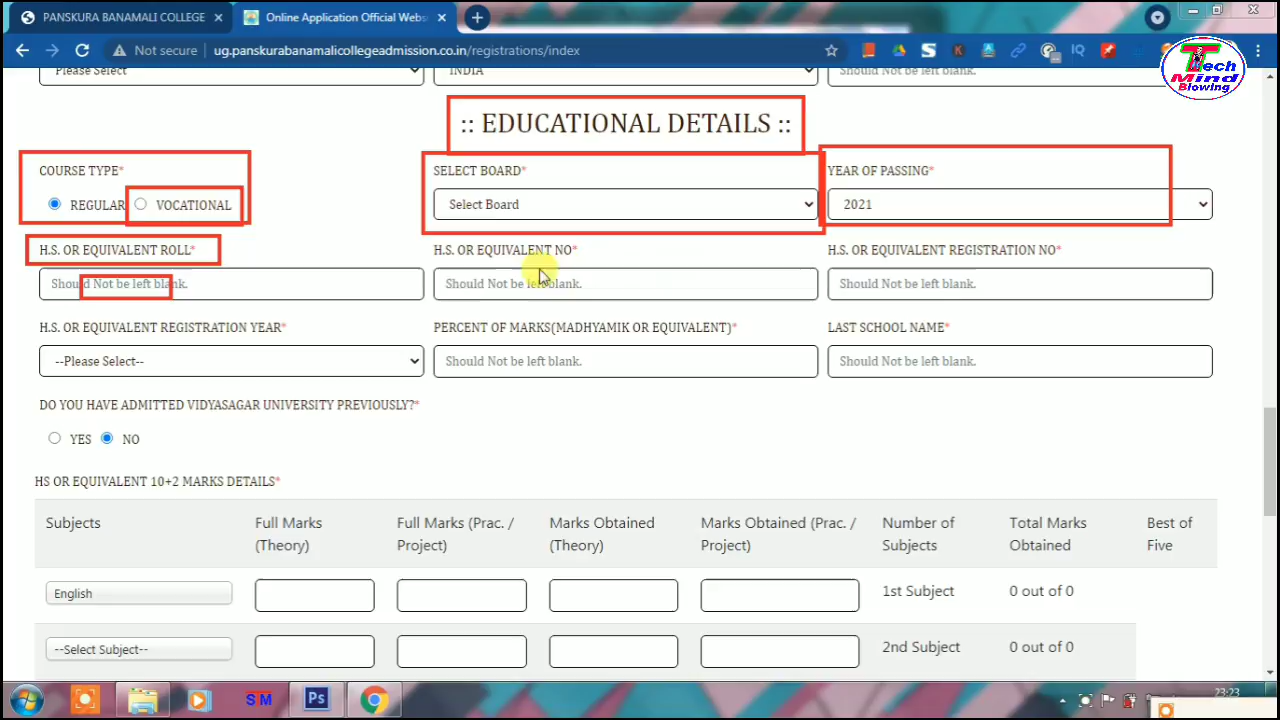 PANSKURA BANAMALI COLLEGE
Online Application Official Webs
Not secure
ug.panskurabanamalicollegeadmission.co.in/registrations/index
Tech
Mind
Blowing
Please Select
INDIA
Should Not be left blank.
:: EDUCATIONAL DETAILS ::
COURSE TYPE*
SELECT BOARD*
YEAR OF PASSING*
REGULAR
VOCATIONAL
Select Board
2021
H.S. OR EQUIVALENT ROLL*
H.S. OR EQUIVALENT NO*
H.S. OR EQUIVALENT REGISTRATION NO*
Should Not be left blank.
Should Not be left blank.
Should Not be left blank.
H.S. OR EQUIVALENT REGISTRATION YEAR*
PERCENT OF MARKS(MADHYAMIK OR EQUIVALENT)*
LAST SCHOOL NAME*
--Please Select--
Should Not be left blank.
Should Not be left blank.
DO YOU HAVE ADMITTED VIDYASAGAR UNIVERSITY PREVIOUSLY?*
YES
NO
HS OR EQUIVALENT 10+2 MARKS DETAILS*
Subjects
Full Marks (Theory)
Full Marks (Prac. / Project)
Marks Obtained (Theory)
Marks Obtained (Prac. / Project)
Number of Subjects
Total Marks Obtained
Best of Five
English
1st Subject
0 out of 0
--Select Subject--
2nd Subject
0 out of 0
SM
Ps
23:23